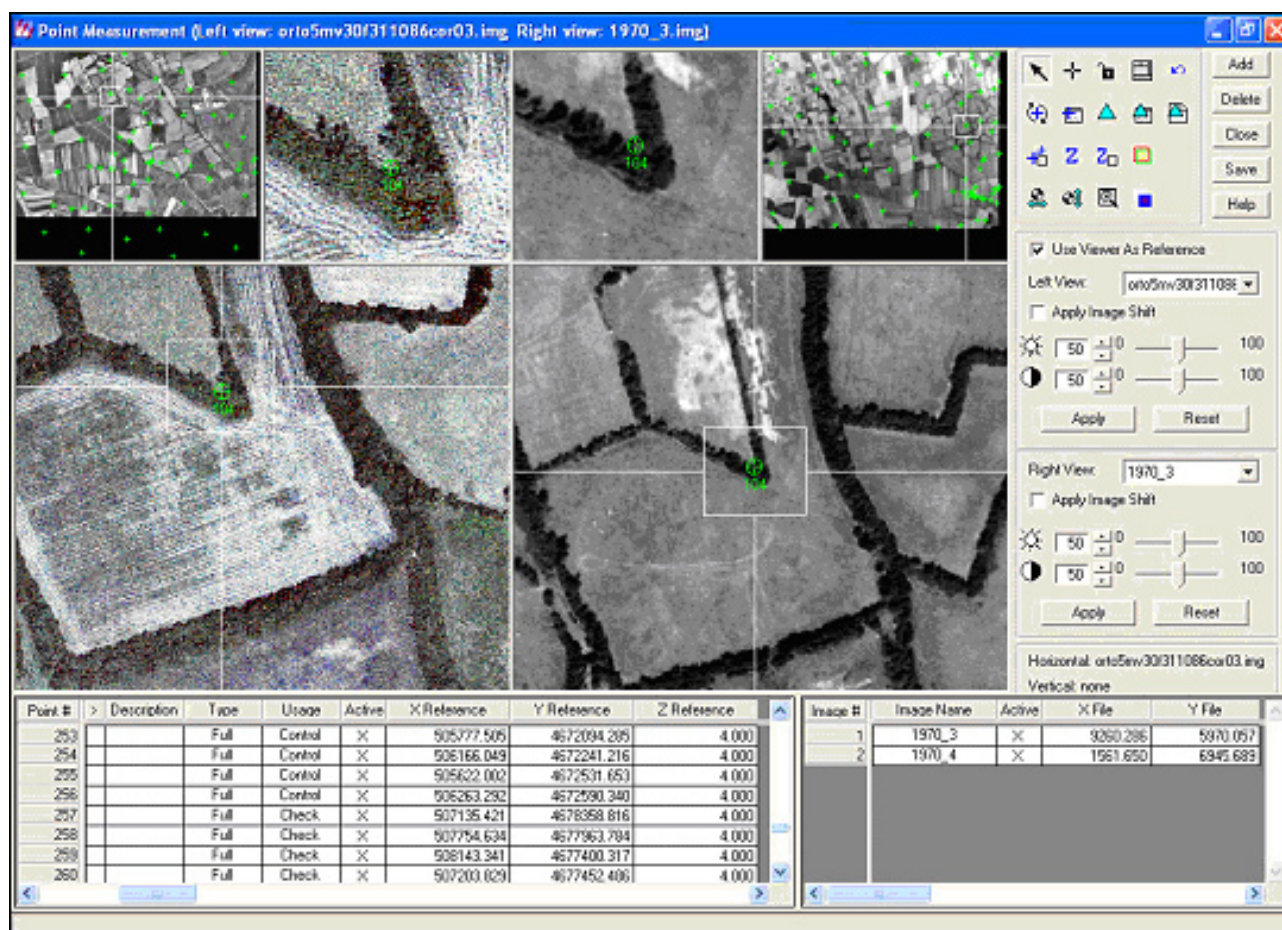 Point Measurement (Left view: orto5mv30f311086cor03.img Right view: 1970_3.img)
104
104
104
104
Add
Delete
Close
Save
Help
Z
Z
Use Viewer As Reference
Left View: orto5mv30f311086
Apply Image Shift
50 0 100
50 0 100
Apply Reset
Right View: 1970_3
Apply Image Shift
50 0 100
50 0 100
Apply Reset
Horizontal: orto5mv30f311086cor03.img
Vertical: none
Point # > Description Type Usage Active X Reference Y Reference Z Reference
253 Full Control X 505777.505 4672094.285 4.000
254 Full Control X 506166.049 4672241.216 4.000
255 Full Control X 505622.002 4672531.653 4.000
256 Full Control X 506263.292 4672590.340 4.000
257 Full Check X 507135.421 4678358.816 4.000
258 Full Check X 507754.634 4677963.784 4.000
259 Full Check X 508143.341 4677400.317 4.000
260 Full Check X 507203.829 4677452.486 4.000
Image # Image Name Active X File Y File
1 1970_3 X 9260.286 5970.057
2 1970_4 X 1561.650 6945.689